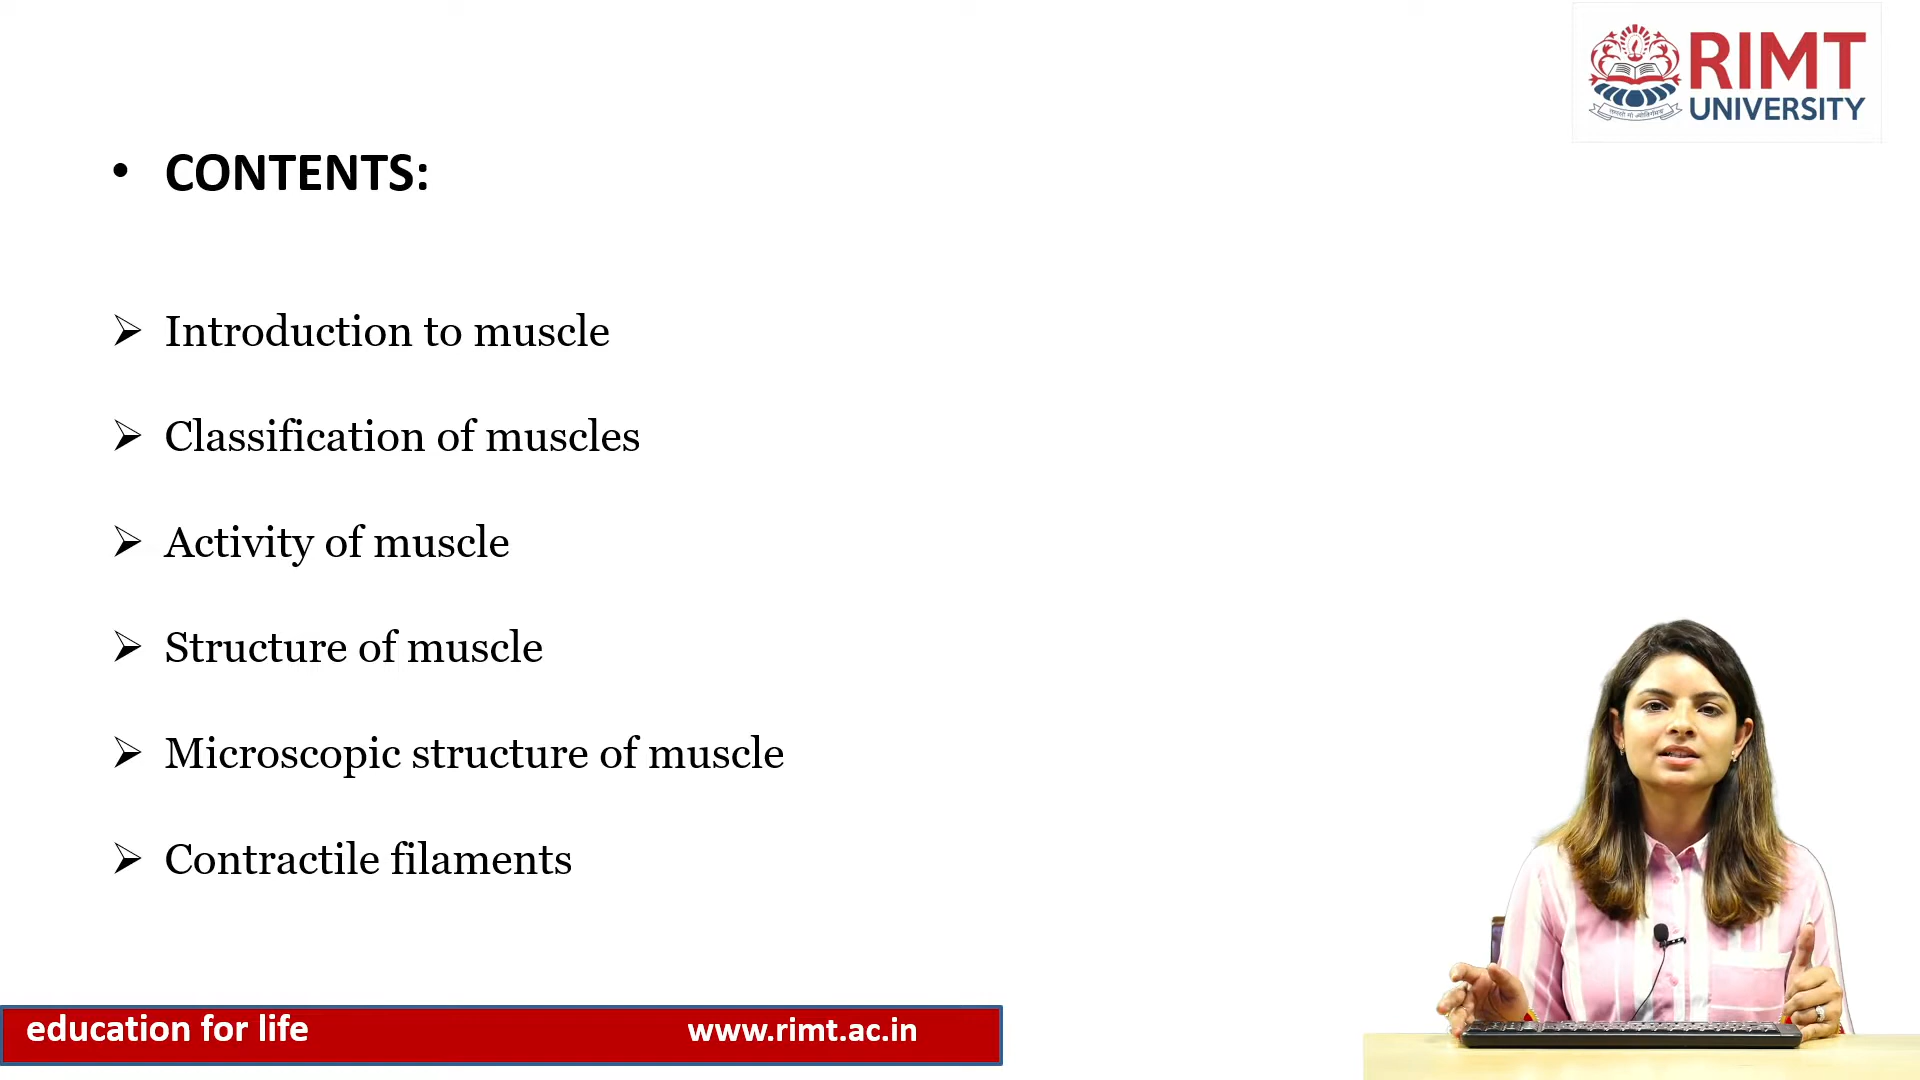 RIMT
UNIVERSITY
• CONTENTS:
➢ Introduction to muscle
➢ Classification of muscles
➢ Activity of muscle
➢ Structure of muscle
➢ Microscopic structure of muscle
➢ Contractile filaments
education for life
www.rimt.ac.in